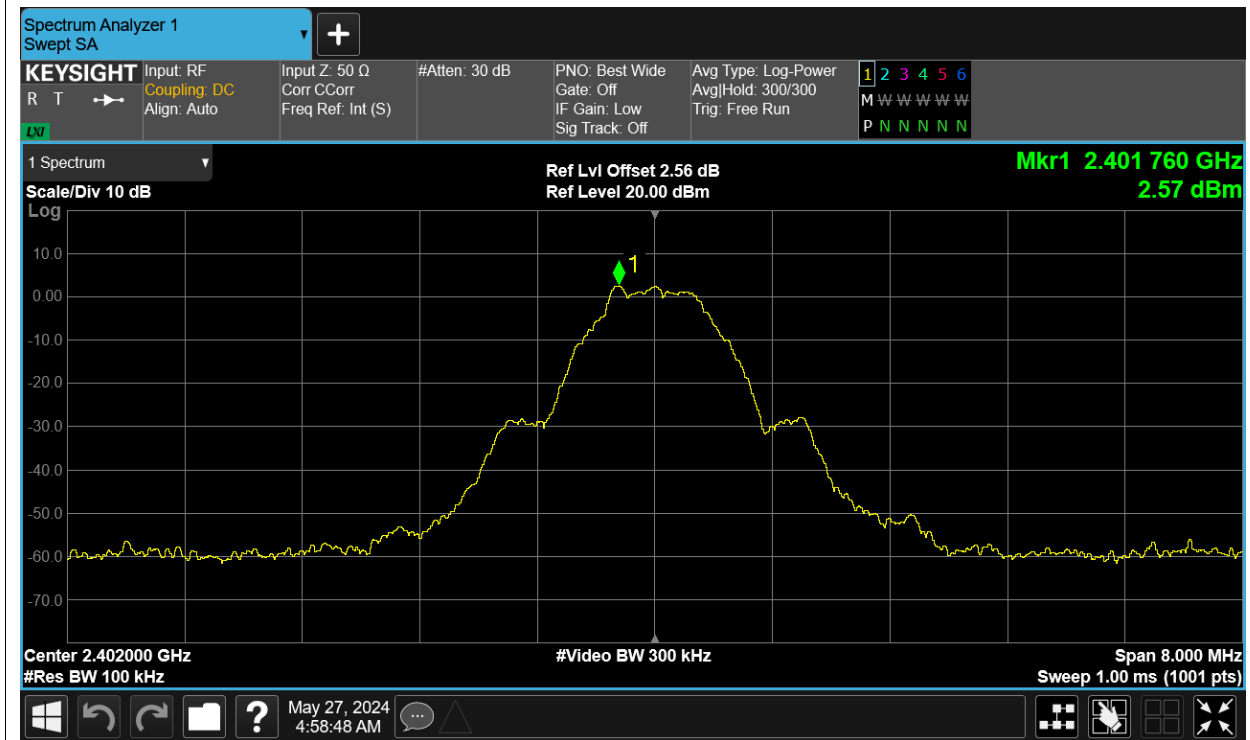 Spectrum Analyzer 1
Swept SA
KEYSIGHT
R T
LXI
Input: RF
Coupling: DC
Align: Auto
Input Z: 50 Ω
Corr CCorr
Freq Ref: Int (S)
#Atten: 30 dB
PNO: Best Wide
Gate: Off
IF Gain: Low
Sig Track: Off
Avg Type: Log-Power
Avg|Hold: 300/300
Trig: Free Run
1 2 3 4 5 6
M W W W W W
P N N N N N
1 Spectrum
Scale/Div 10 dB
Log
Ref Lvl Offset 2.56 dB
Ref Level 20.00 dBm
Mkr1 2.401 760 GHz
2.57 dBm
10.0
1
0.00
-10.0
-20.0
-30.0
-40.0
-50.0
-60.0
-70.0
Center 2.402000 GHz
#Res BW 100 kHz
#Video BW 300 kHz
Span 8.000 MHz
Sweep 1.00 ms (1001 pts)
?
May 27, 2024
4:58:48 AM